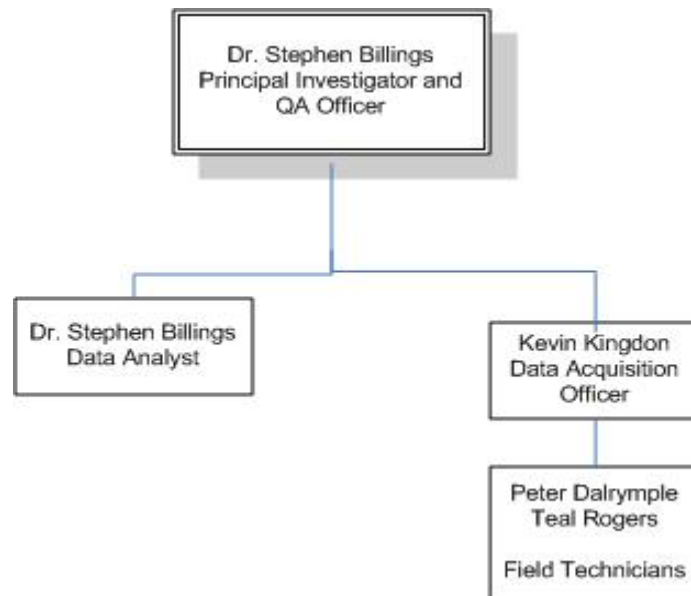 Dr. Stephen Billings
Principal Investigator and
QA Officer
Dr. Stephen Billings
Data Analyst
Kevin Kingdon
Data Acquisition
Officer
Peter Dalrymple
Teal Rogers
Field Technicians